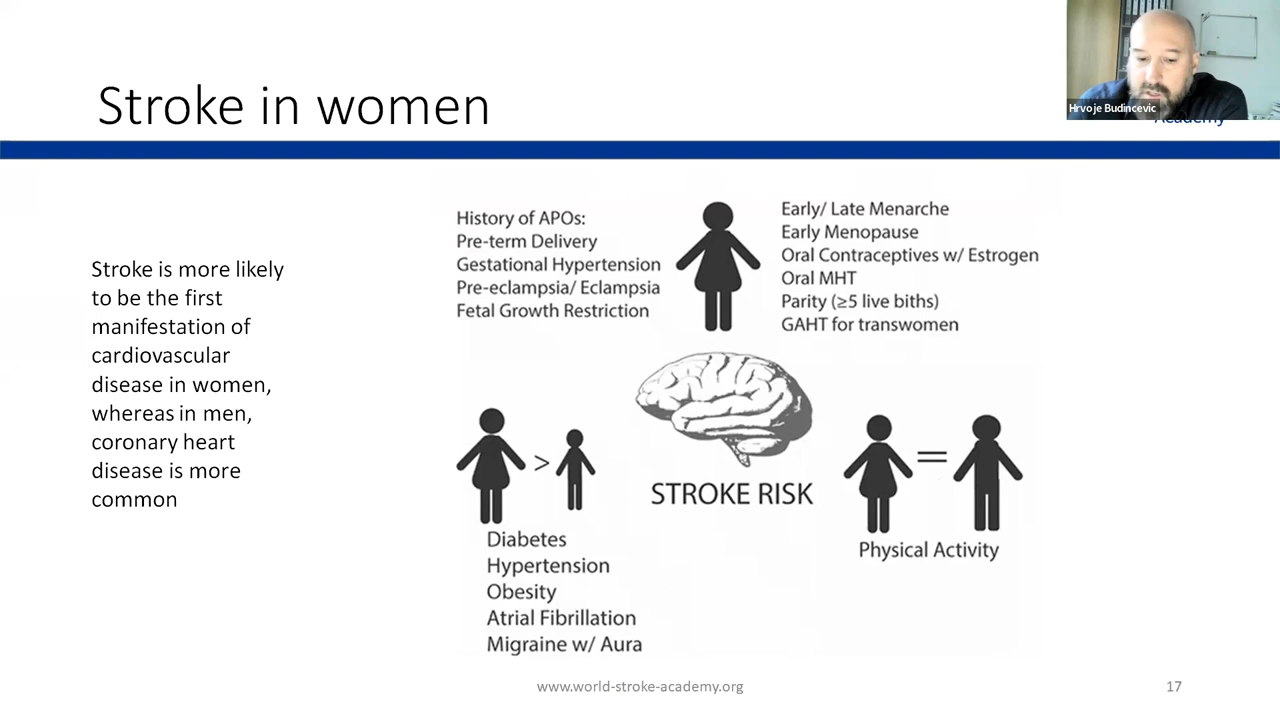 Hrvoje Budincevic
Academy
Stroke in women
Stroke is more likely
to be the first
manifestation of
cardiovascular
disease in women,
whereas in men,
coronary heart
disease is more
common
History of APOs:
Pre-term Delivery
Gestational Hypertension
Pre-eclampsia/ Eclampsia
Fetal Growth Restriction
Early/ Late Menarche
Early Menopause
Oral Contraceptives w/ Estrogen
Oral MHT
Parity (≥5 live biths)
GAHT for transwomen
>
Diabetes
Hypertension
Obesity
Atrial Fibrillation
Migraine w/ Aura
STROKE RISK
=
Physical Activity
www.world-stroke-academy.org
17